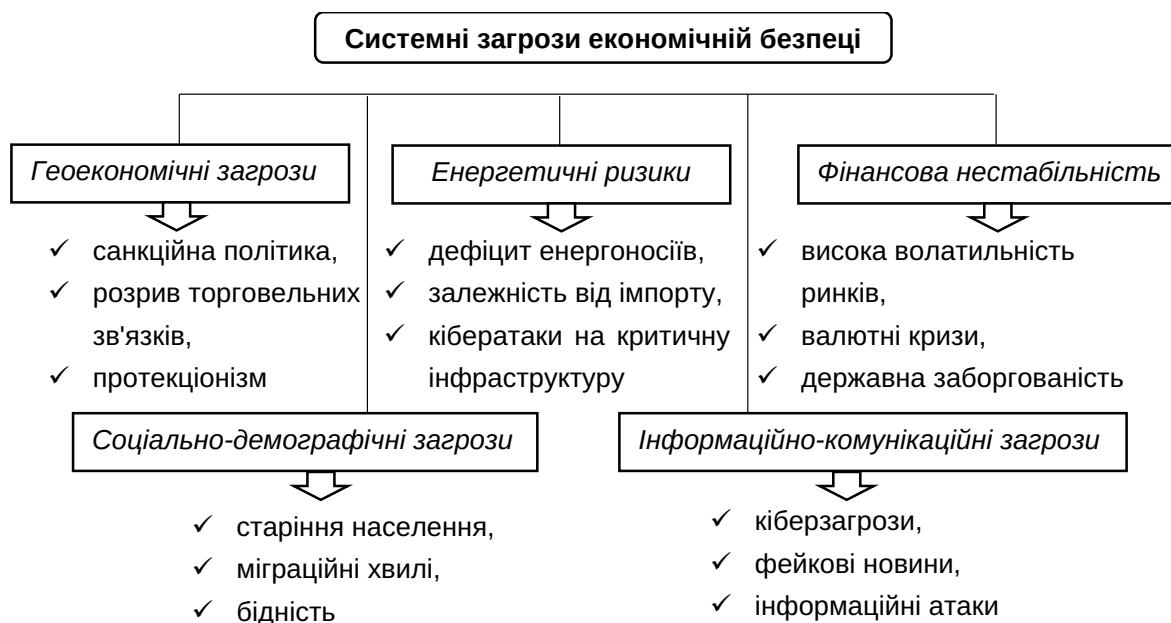 Системні загрози економічній безпеці
Геоекономічні загрози
санкційна політика,
розрив торговельних
зв'язків,
протекціонізм
Енергетичні ризики
дефіцит енергоносіїв,
залежність від імпорту,
кібератаки на критичну
інфраструктуру
Фінансова нестабільність
висока волатильність
ринків,
валютні кризи,
державна заборгованість
Соціально-демографічні загрози
старіння населення,
міграційні хвилі,
бідність
Інформаційно-комунікаційні загрози
кіберзагрози,
фейкові новини,
інформаційні атаки